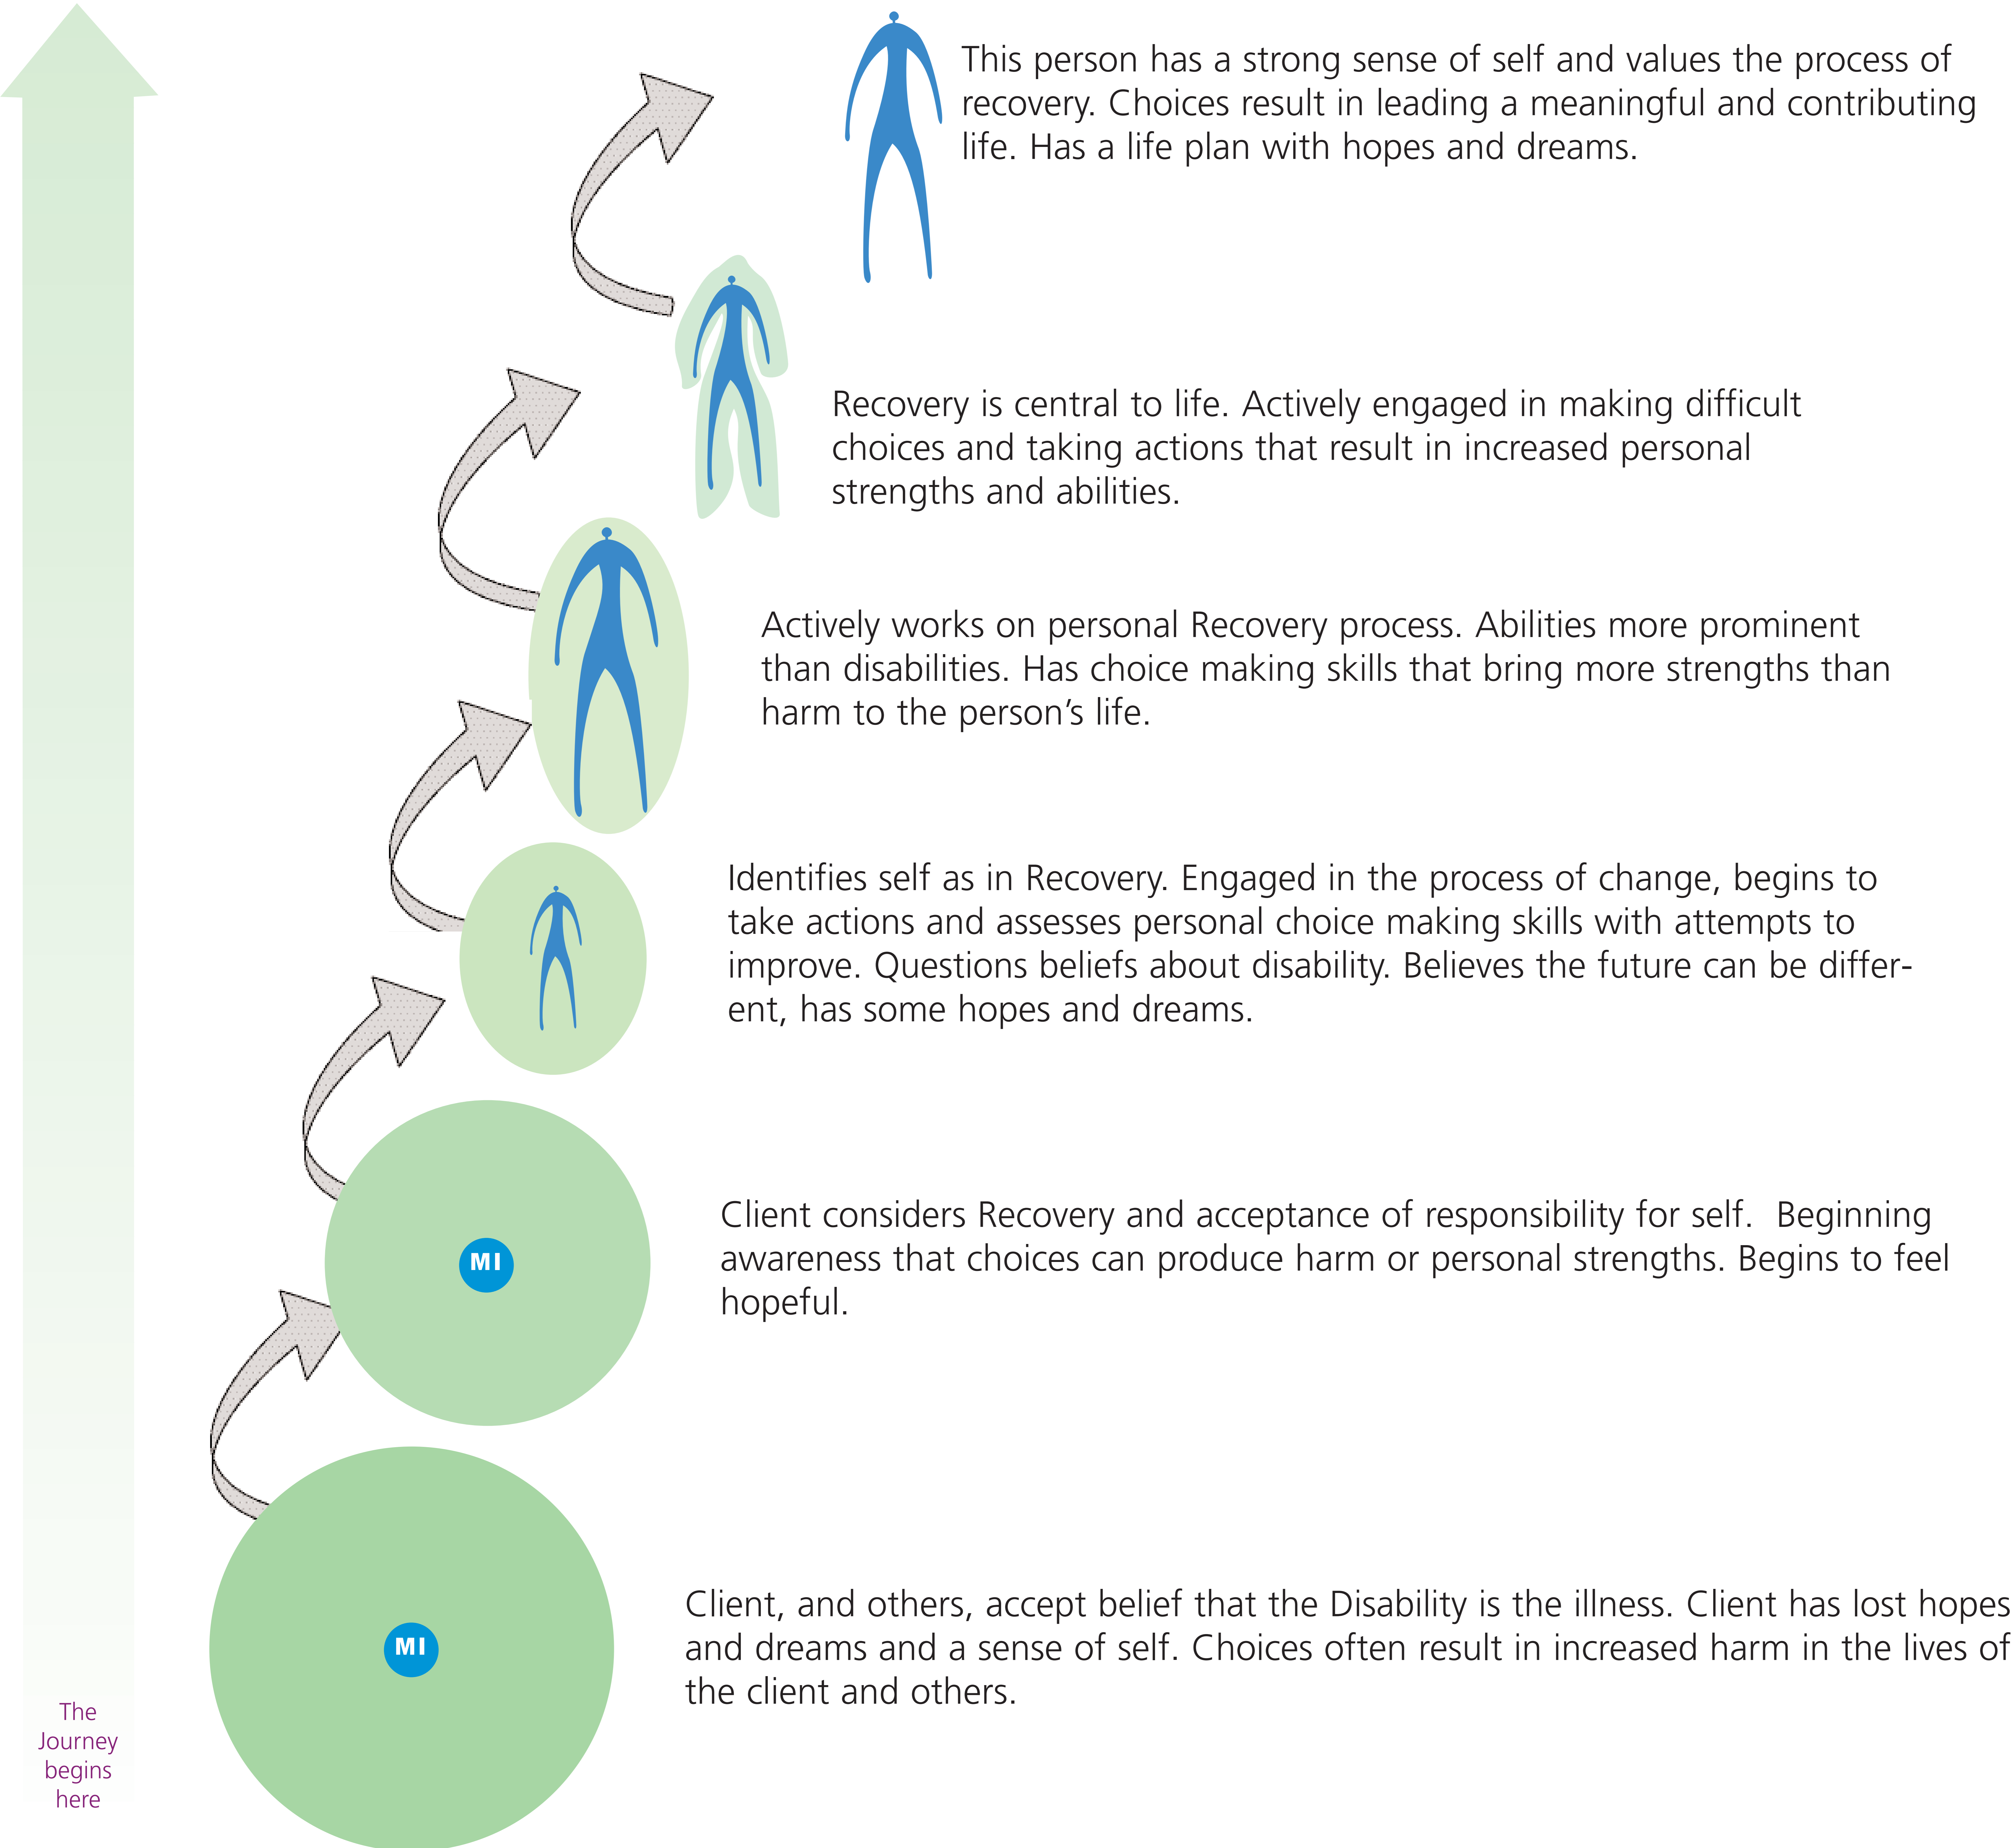 This person has a strong sense of self and values the process of
recovery. Choices result in leading a meaningful and contributing
life. Has a life plan with hopes and dreams.
Recovery is central to life. Actively engaged in making difficult
choices and taking actions that result in increased personal
strengths and abilities.
Actively works on personal Recovery process. Abilities more prominent
than disabilities. Has choice making skills that bring more strengths than
harm to the person’s life.
Identifies self as in Recovery. Engaged in the process of change, begins to
take actions and assesses personal choice making skills with attempts to
improve. Questions beliefs about disability. Believes the future can be differ-
ent, has some hopes and dreams.
Client considers Recovery and acceptance of responsibility for self.  Beginning
awareness that choices can produce harm or personal strengths. Begins to feel
hopeful.
MI
Client, and others, accept belief that the Disability is the illness. Client has lost hopes
and dreams and a sense of self. Choices often result in increased harm in the lives of
the client and others.
MI
The
Journey
begins
here